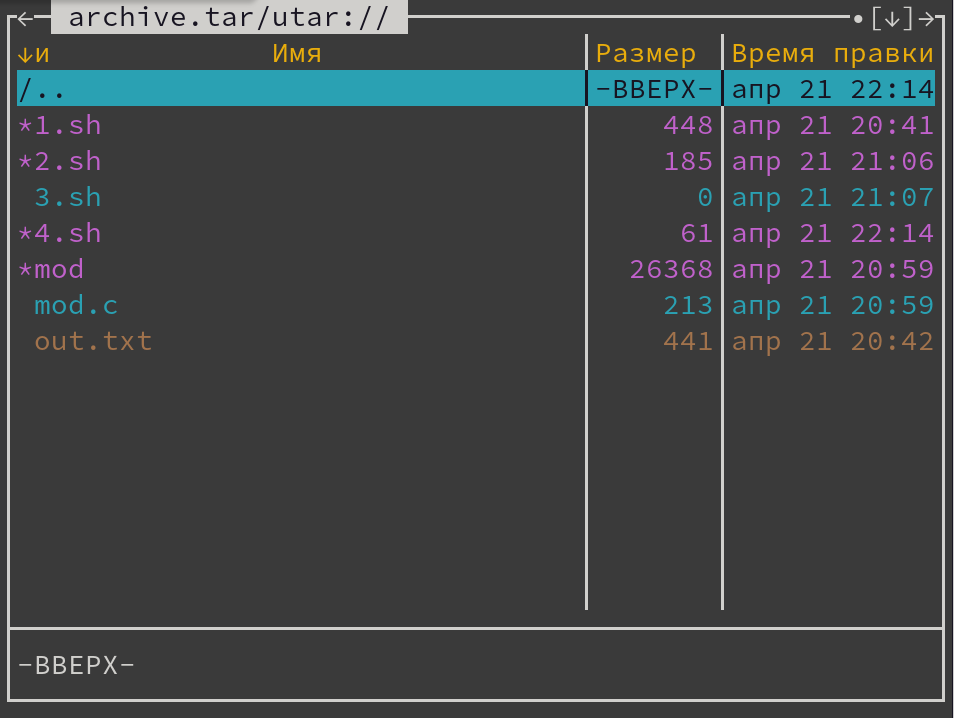 ← archive.tar/utar:// •[↓]→
↓и Имя Размер Время правки
/.. -ВВЕРХ- апр 21 22:14
*1.sh 448 апр 21 20:41
*2.sh 185 апр 21 21:06
3.sh 0 апр 21 21:07
*4.sh 61 апр 21 22:14
*mod 26368 апр 21 20:59
mod.c 213 апр 21 20:59
out.txt 441 апр 21 20:42
-ВВЕРХ-